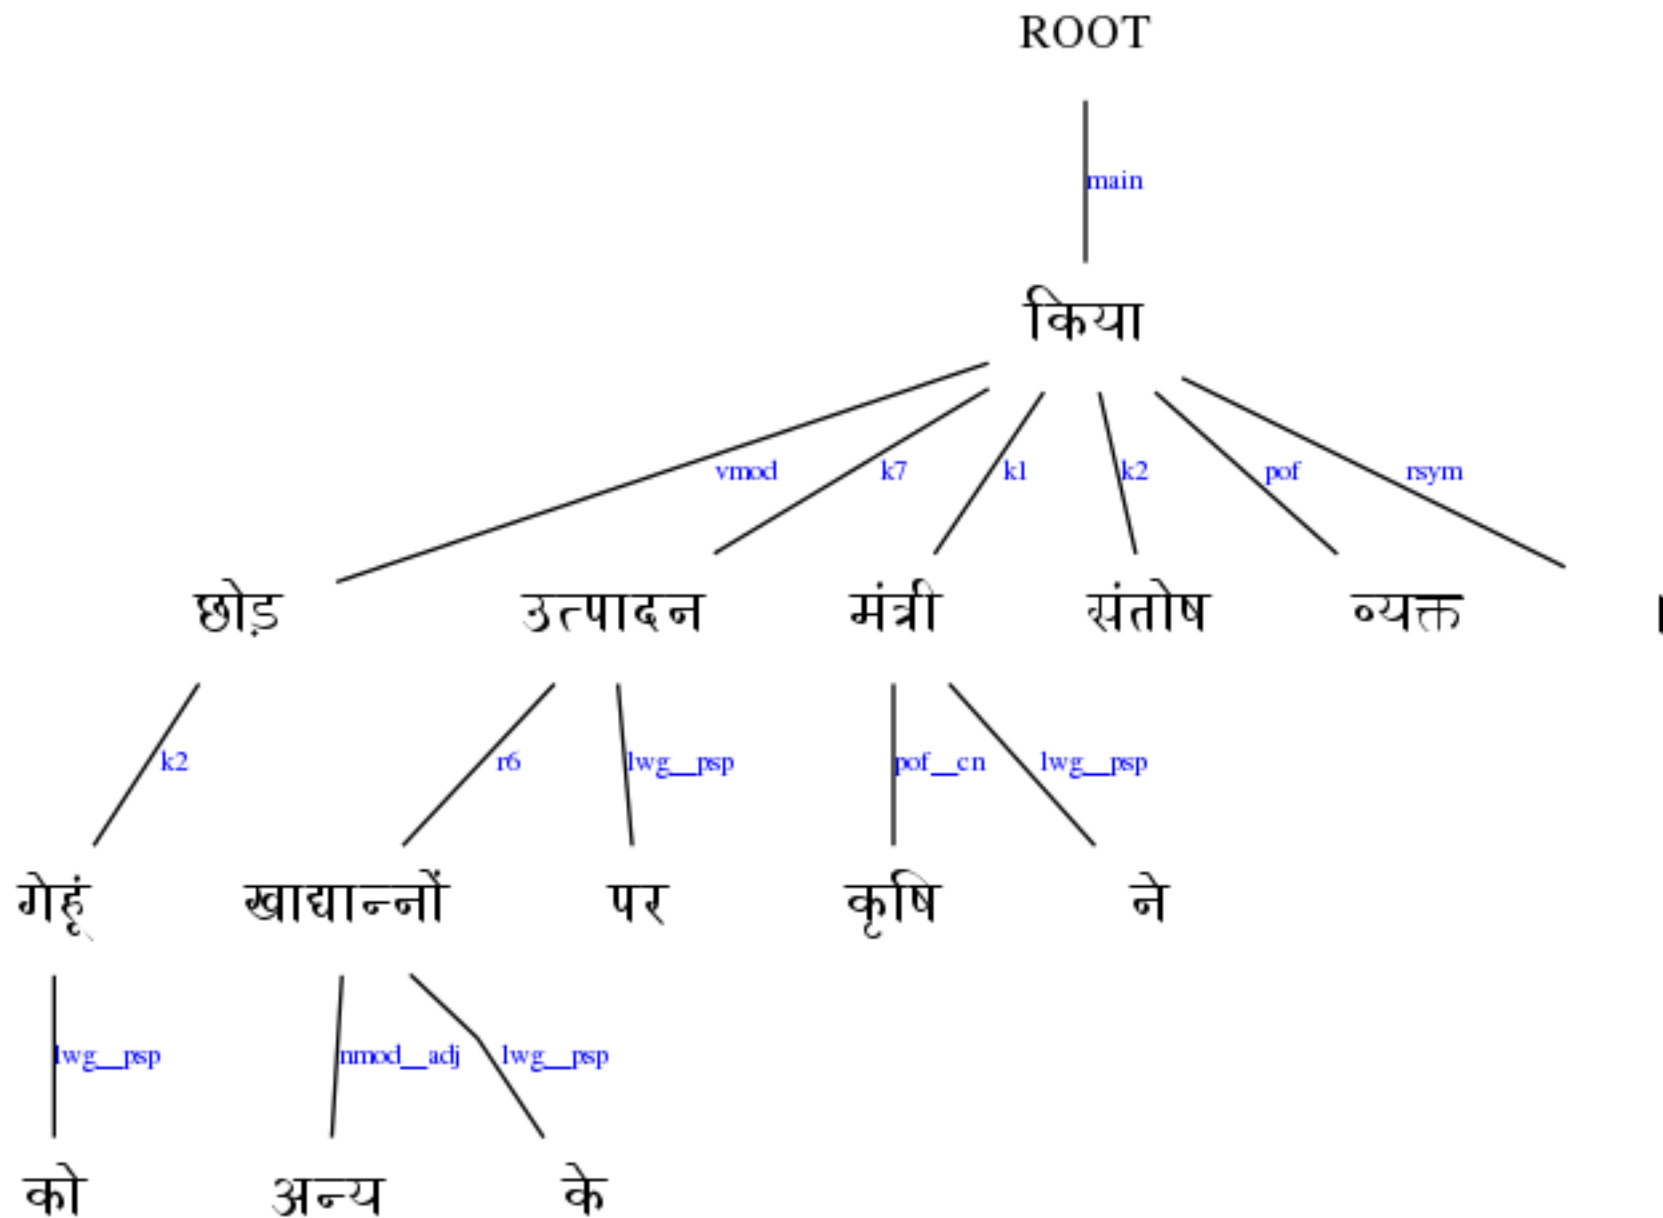 ROOT
main
किया
vmod k7 k1 k2 pof rsym
छोड़ उत्पादन मंत्री संतोष व्यक्त ।
k2 r6 lwg__psp pof__cn lwg__psp
गेहूं खाद्यान्नों पर कृषि ने
lwg__psp nmod__adj lwg__psp
को अन्य के